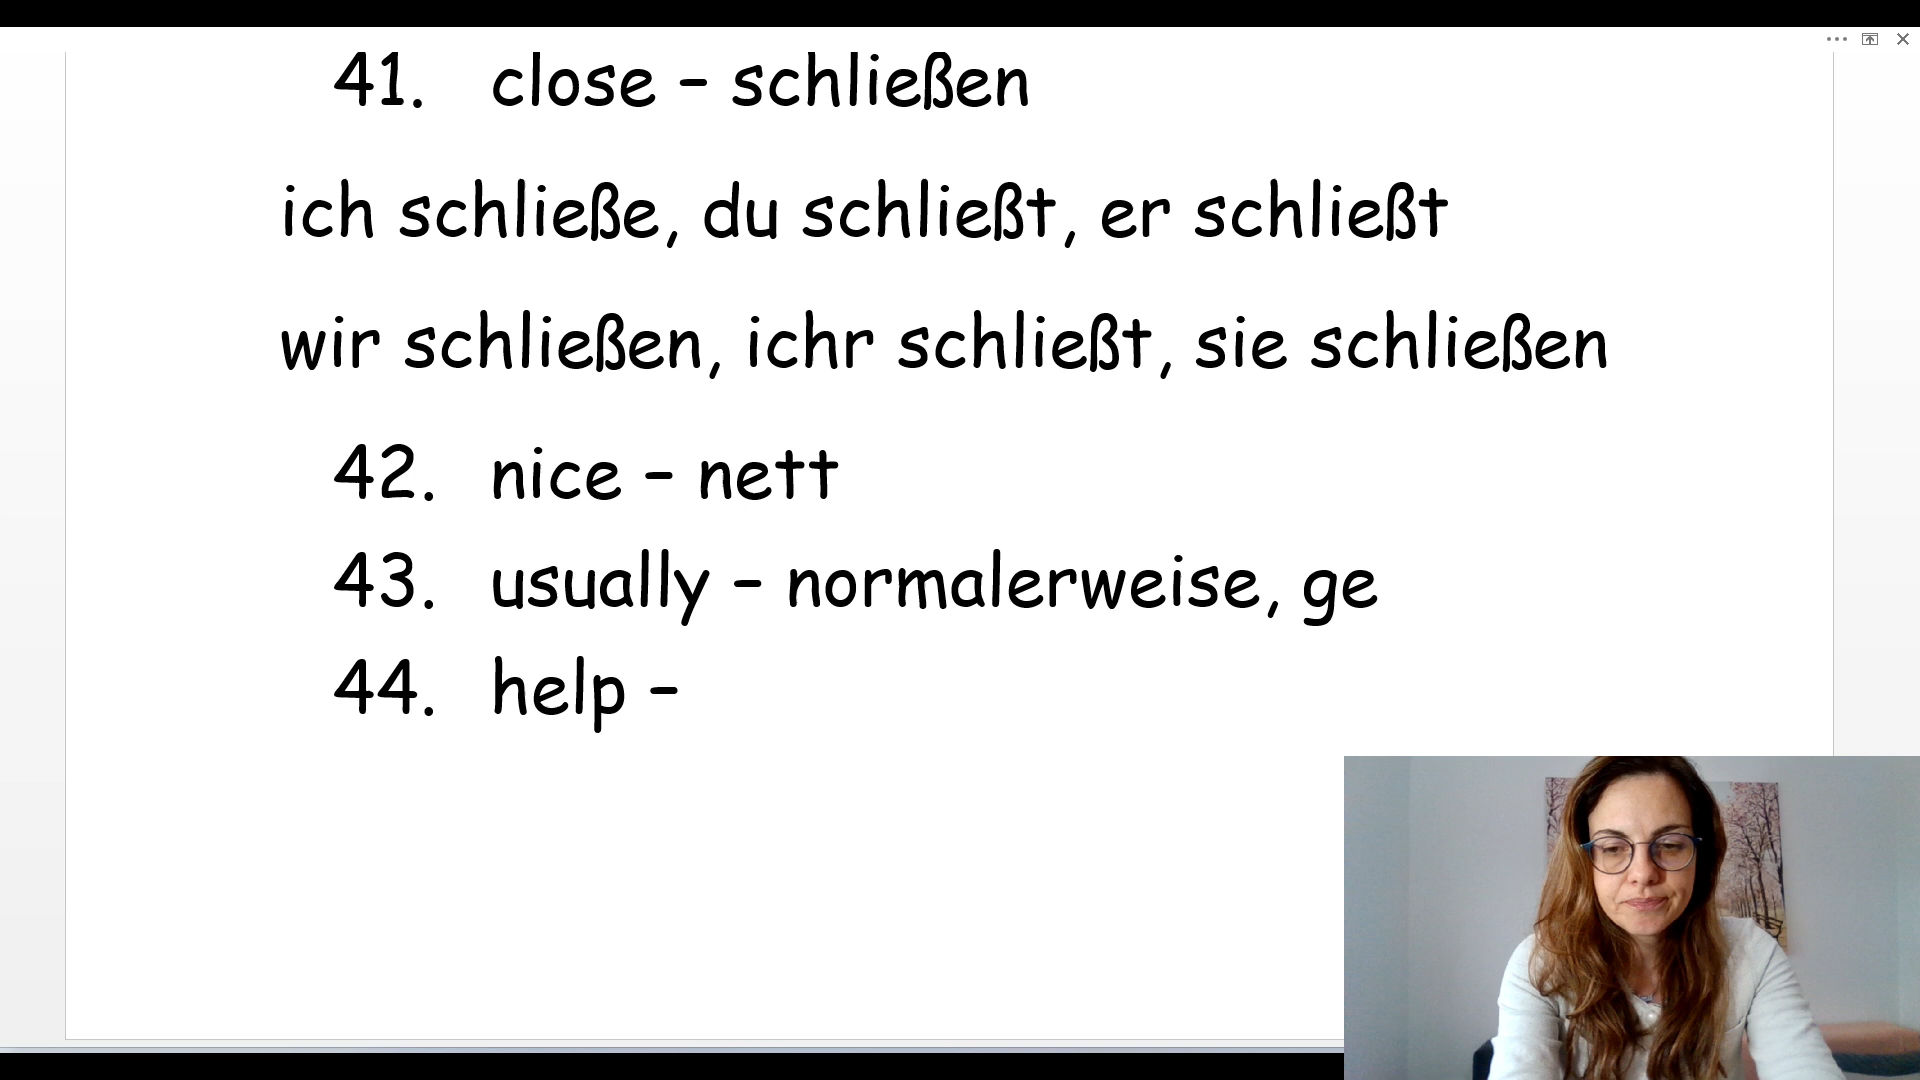 41. close – schließen
ich schließe, du schließt, er schließt
wir schließen, ichr schließt, sie schließen
42. nice – nett
43. usually – normalerweise, ge
44. help –